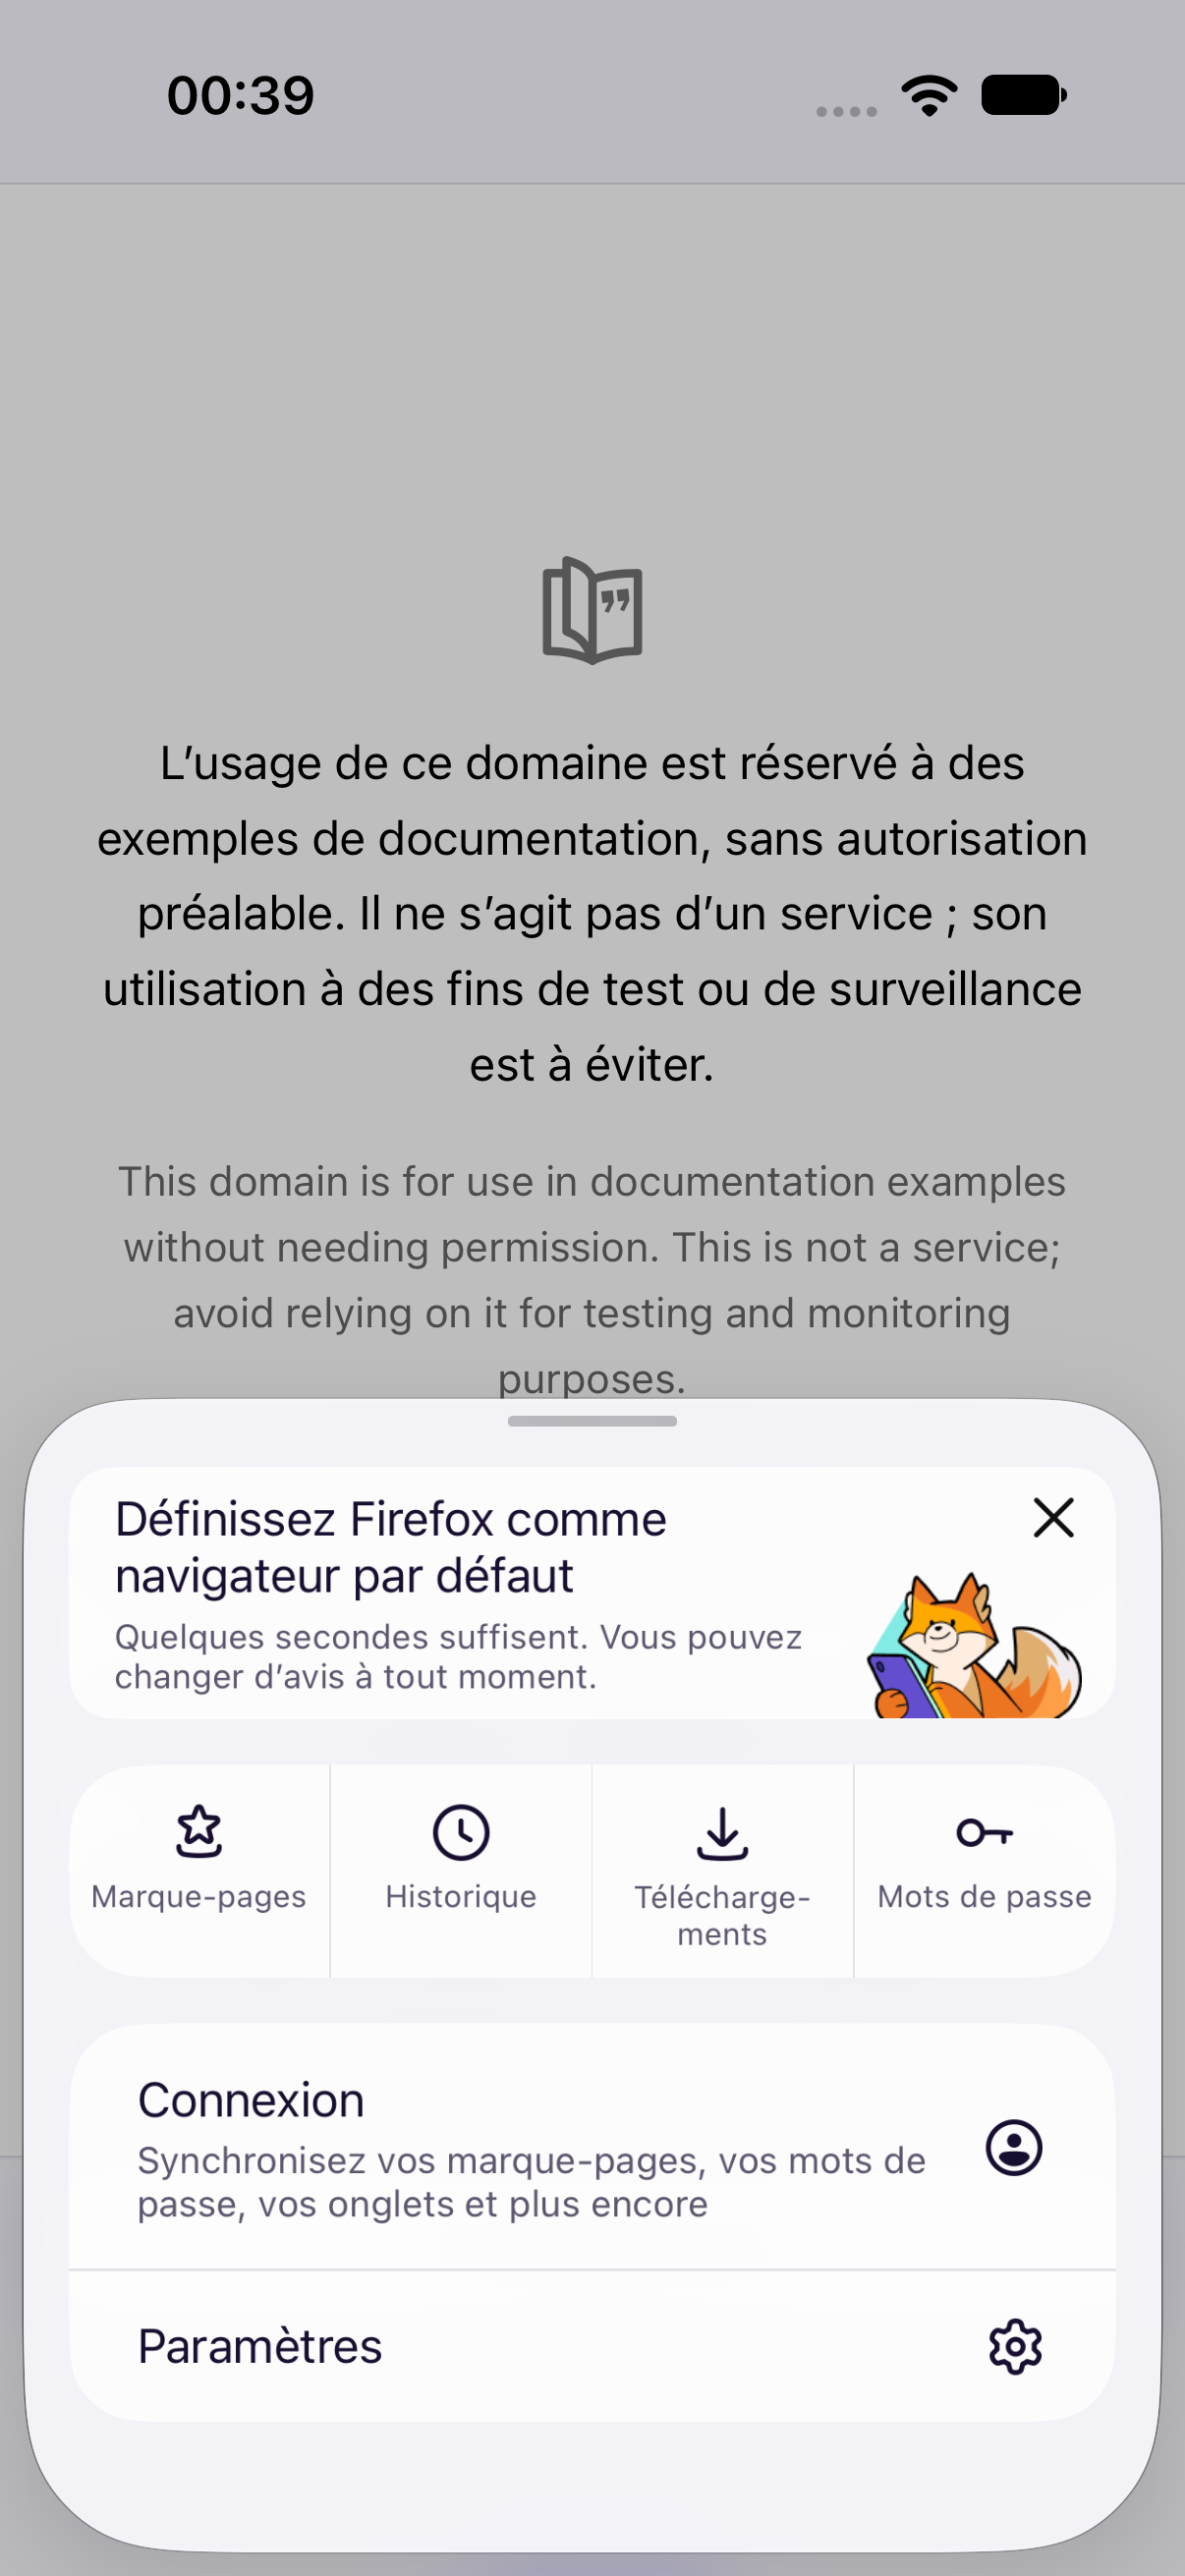 00:39
L’usage de ce domaine est réservé à des
exemples de documentation, sans autorisation
préalable. Il ne s’agit pas d’un service ; son
utilisation à des fins de test ou de surveillance
est à éviter.
This domain is for use in documentation examples
without needing permission. This is not a service;
avoid relying on it for testing and monitoring
purposes.
Définissez Firefox comme
navigateur par défaut
Quelques secondes suffisent. Vous pouvez
changer d’avis à tout moment.
Marque-pages
Historique
Télécharge-
ments
Mots de passe
Connexion
Synchronisez vos marque-pages, vos mots de
passe, vos onglets et plus encore
Paramètres